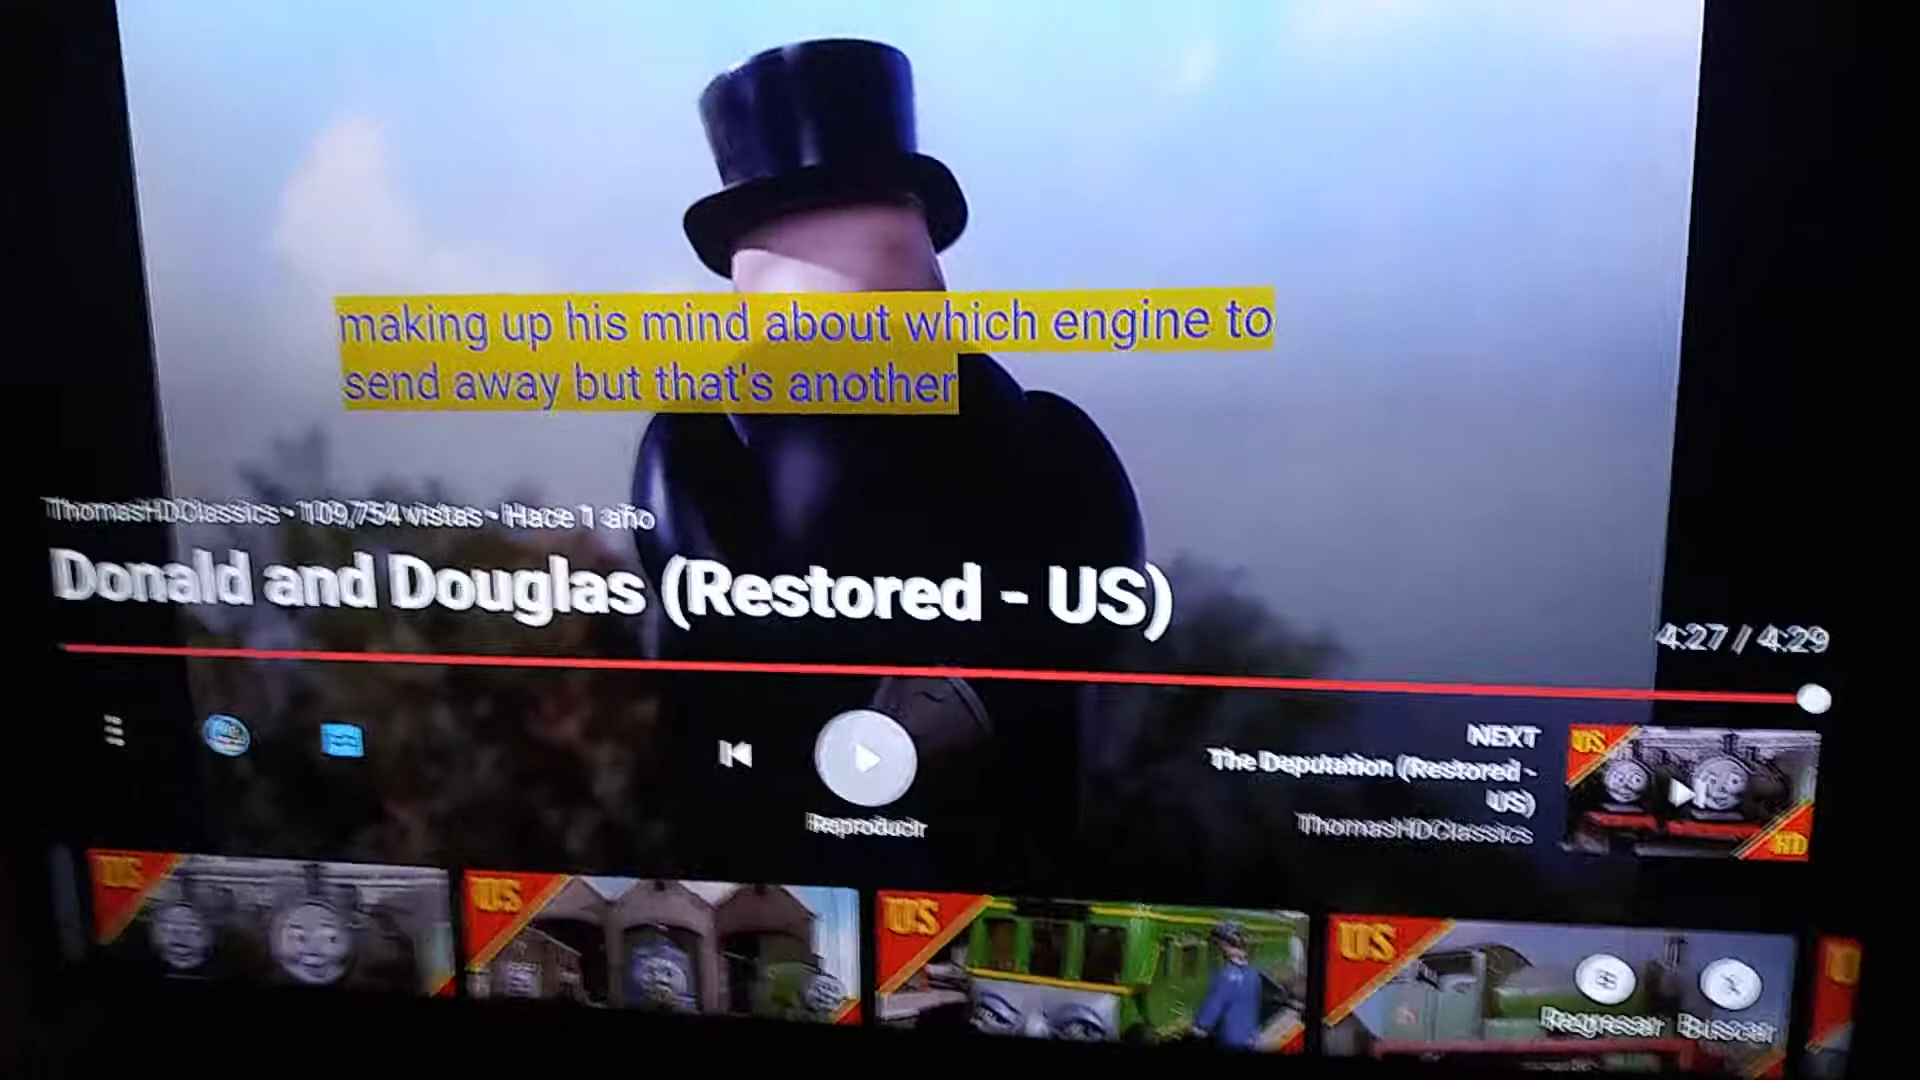 making up his mind about which engine to
send away but that's another
ThomasHDClassics • 109,754 vistas • Hace 1 año
Donald and Douglas (Restored - US)
4:27 / 4:29
NEXT
The Deputation (Restored -
US)
ThomasHDClassics
US
HD
Reproducir
US
US
US
US
Regresar
Buscar